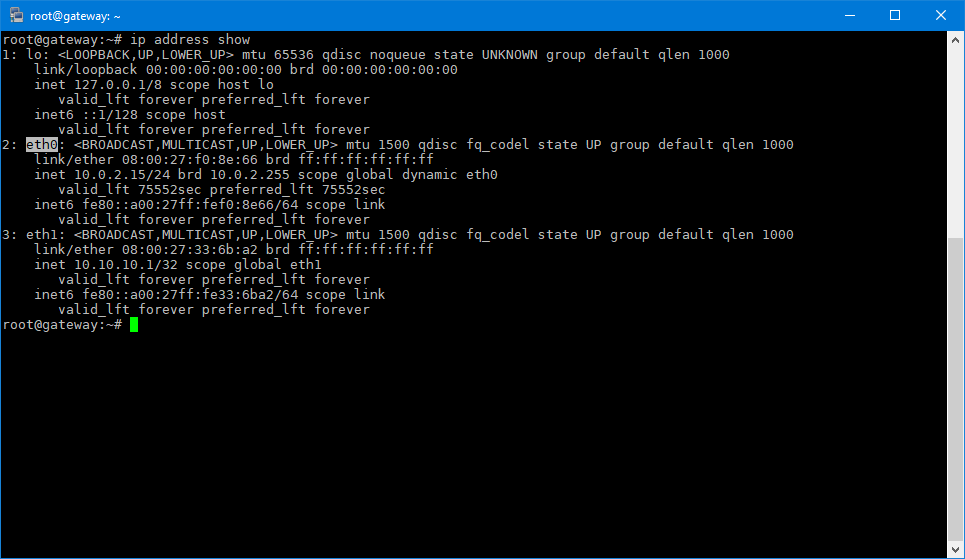 root@gateway: ~
root@gateway:~# ip address show
1: lo: <LOOPBACK,UP,LOWER_UP> mtu 65536 qdisc noqueue state UNKNOWN group default qlen 1000
    link/loopback 00:00:00:00:00:00 brd 00:00:00:00:00:00
    inet 127.0.0.1/8 scope host lo
       valid_lft forever preferred_lft forever
    inet6 ::1/128 scope host
       valid_lft forever preferred_lft forever
2: eth0: <BROADCAST,MULTICAST,UP,LOWER_UP> mtu 1500 qdisc fq_codel state UP group default qlen 1000
    link/ether 08:00:27:f0:8e:66 brd ff:ff:ff:ff:ff:ff
    inet 10.0.2.15/24 brd 10.0.2.255 scope global dynamic eth0
       valid_lft 75552sec preferred_lft 75552sec
    inet6 fe80::a00:27ff:fef0:8e66/64 scope link
       valid_lft forever preferred_lft forever
3: eth1: <BROADCAST,MULTICAST,UP,LOWER_UP> mtu 1500 qdisc fq_codel state UP group default qlen 1000
    link/ether 08:00:27:33:6b:a2 brd ff:ff:ff:ff:ff:ff
    inet 10.10.10.1/32 scope global eth1
       valid_lft forever preferred_lft forever
    inet6 fe80::a00:27ff:fe33:6ba2/64 scope link
       valid_lft forever preferred_lft forever
root@gateway:~#